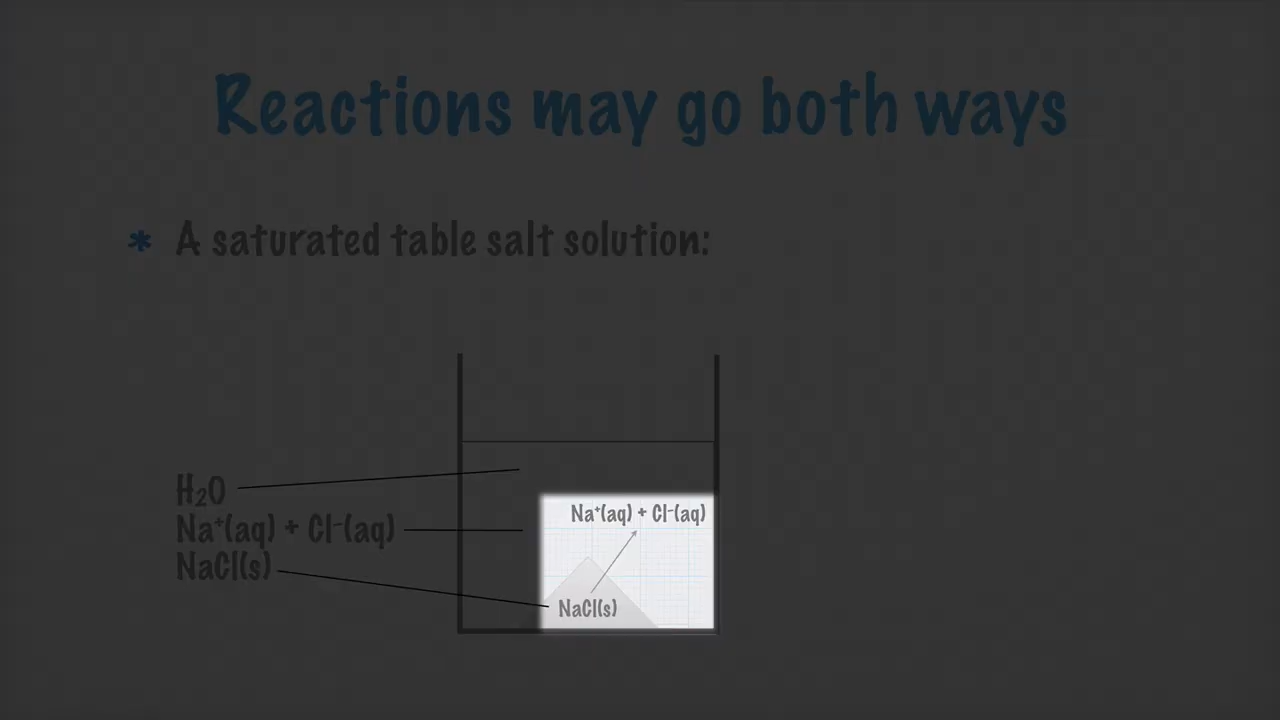 Reactions may go both ways
* A saturated table salt solution:
H₂O
Na⁺(aq) + Cl⁻(aq)
NaCl(s)
Na⁺(aq) + Cl⁻(aq)
NaCl(s)